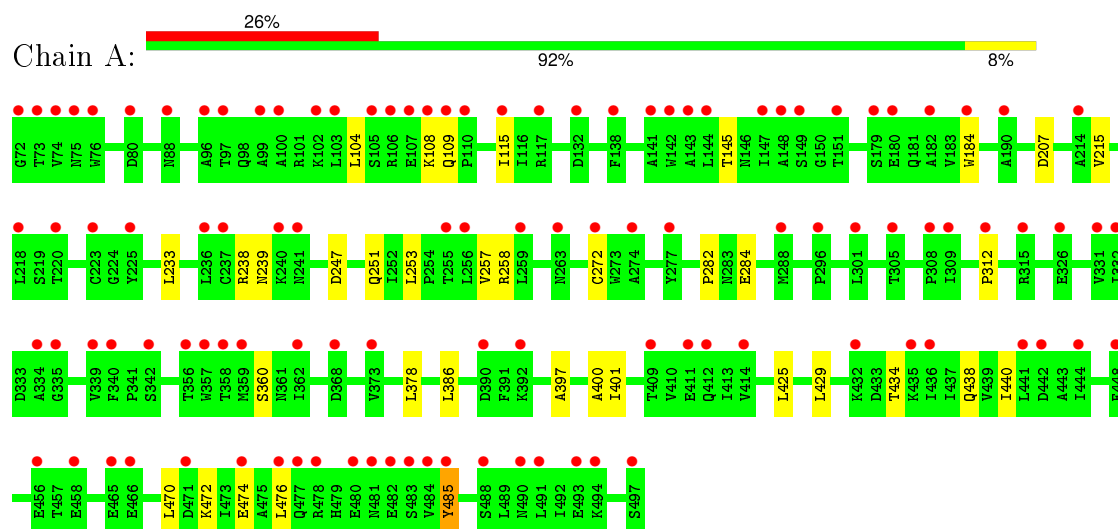 26%
Chain A:
92%
8%
G72 T73 V74 N75 W76 D80 N88 A96 T97 Q98 A99 A100 R101 K102 L103 L104 S105 R106 E107 K108 Q109 P110 I115 I116 R117 D132 F138 A141 W142 A143 L144 T145 N146 I147 A148 S149 G150 T151 S179 E180 Q181 A182 V183 W184 A190 D207 A214 V215
L218 S219 T220 C223 G224 Y225 L233 L236 C237 R238 N239 K240 N241 D247 Q251 I252 L253 P254 T255 L256 V257 R258 L259 N263 C272 W273 A274 Y277 P282 N283 E284 M288 P296 L301 T305 P308 I309 P312 R315 E326 V331
D333 A334 G335 V339 F340 P341 S342 T356 W357 T358 M359 S360 N361 I362 D368 V373 L378 L386 D390 F391 K392 A397 A400 I401 T409 V410 E411 Q412 I413 V414 L425 L429 K432 D433 T434 K435 I436 I437 Q438 V439 I440 L441 D442 A443 I444
E456 T457 E458 E465 E466 L470 D471 K472 I473 E474 A475 L476 Q477 R478 H479 E480 N481 E482 S483 V484 Y485 S488 L489 N490 L491 I492 E493 K494 S497